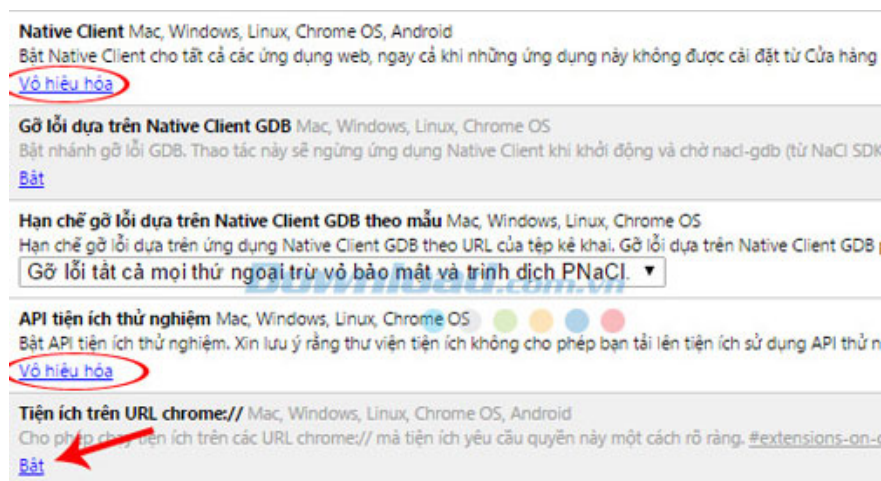 Native Client Mac, Windows, Linux, Chrome OS, Android
Bật Native Client cho tất cả các ứng dụng web, ngay cả khi những ứng dụng này không được cài đặt từ Cửa hàng
Vô hiệu hóa
Gỡ lỗi dựa trên Native Client GDB Mac, Windows, Linux, Chrome OS
Bật nhánh gỡ lỗi GDB. Thao tác này sẽ ngừng ứng dụng Native Client khi khởi động và chờ nacl-gdb (từ NaCl SDK
Bật
Hạn chế gỡ lỗi dựa trên Native Client GDB theo mẫu Mac, Windows, Linux, Chrome OS
Hạn chế gỡ lỗi dựa trên ứng dụng Native Client GDB theo URL của tệp kê khai. Gỡ lỗi dựa trên Native Client GDB
Gỡ lỗi tất cả mọi thứ ngoại trừ vỏ bảo mật và trình dịch PNaCl.
Download.com.vn
API tiện ích thử nghiệm Mac, Windows, Linux, Chrome OS
Bật API tiện ích thử nghiệm. Xin lưu ý rằng thư viện tiện ích không cho phép bạn tải lên tiện ích sử dụng API thử n
Vô hiệu hóa
Tiện ích trên URL chrome:// Mac, Windows, Linux, Chrome OS, Android
Cho phép chạy tiện ích trên các URL chrome:// mà tiện ích yêu cầu quyền này một cách rõ ràng. #extensions-on-c
Bật